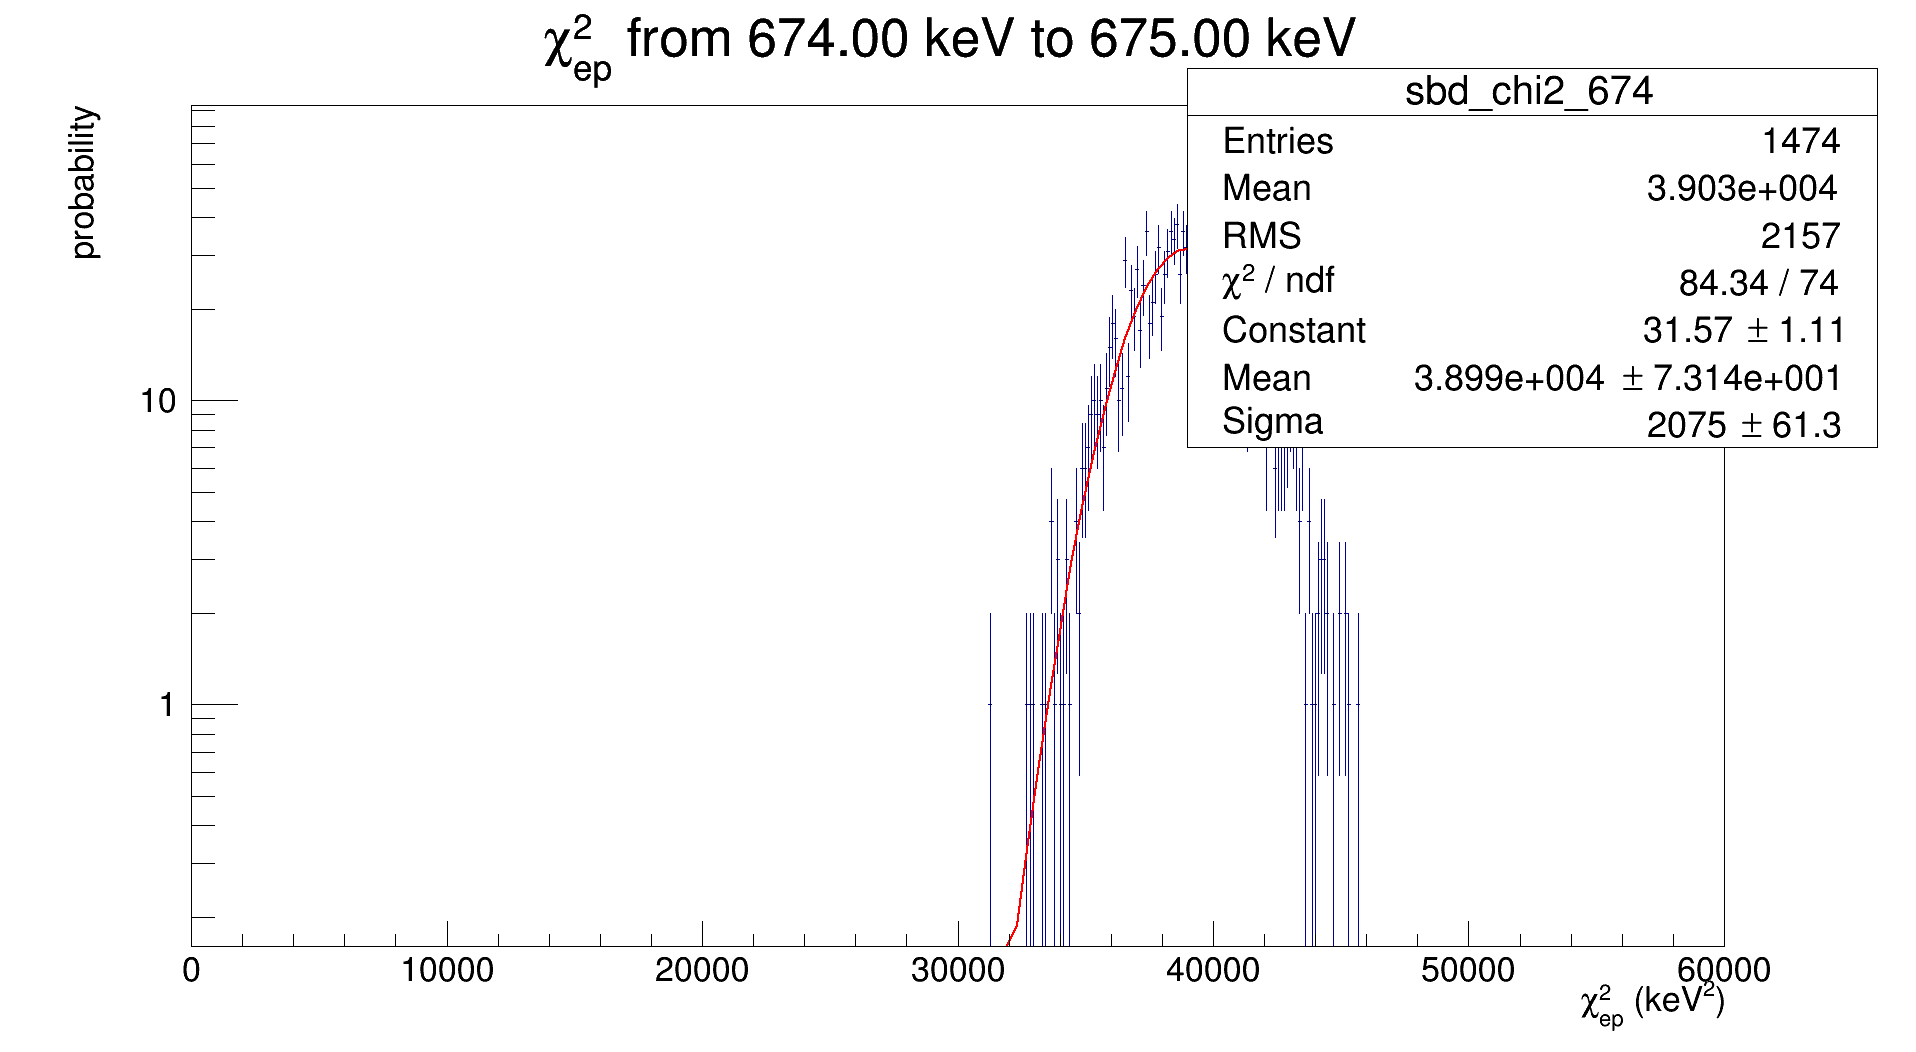 χ²ep from 674.00 keV to 675.00 keV
probability
sbd_chi2_674
Entries 1474
Mean 3.903e+004
RMS 2157
χ² / ndf 84.34 / 74
Constant 31.57 ± 1.11
Mean 3.899e+004 ± 7.314e+001
Sigma 2075 ± 61.3
10
1
0 10000 20000 30000 40000 50000 60000
χ²ep (keV²)